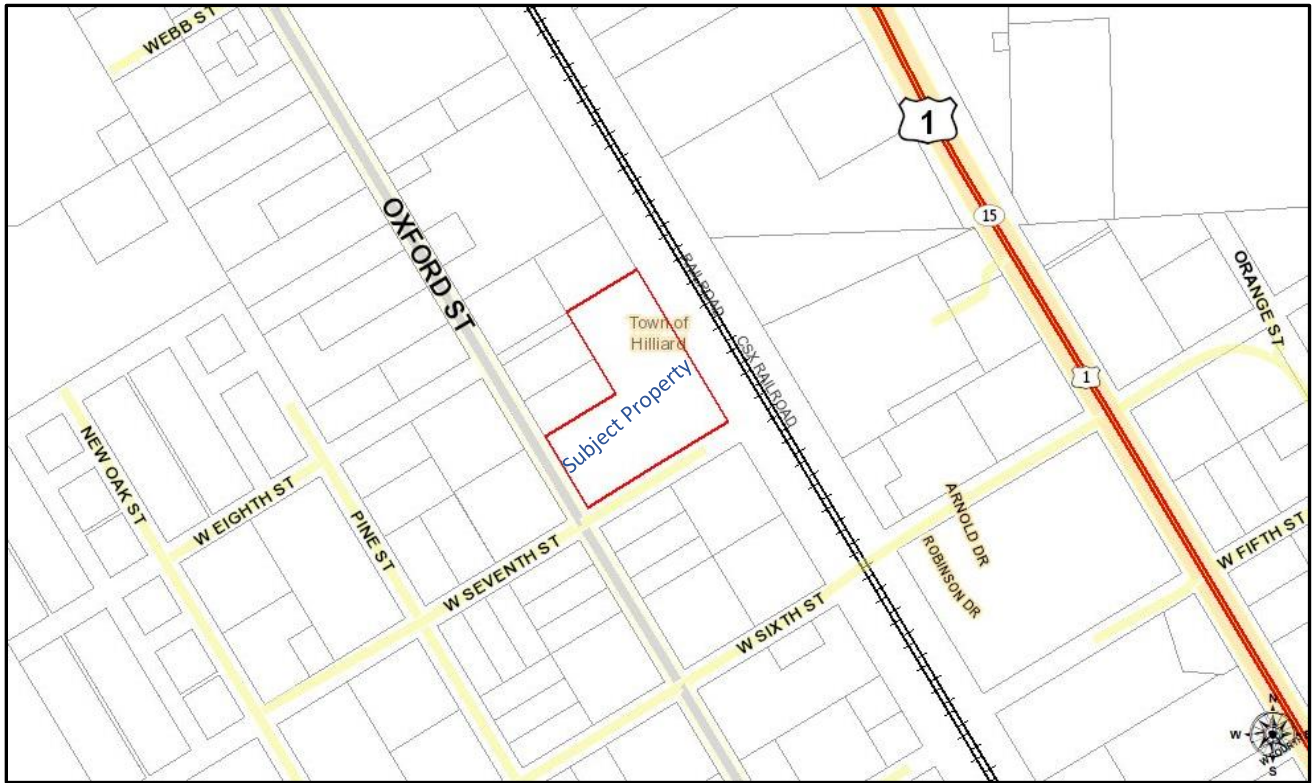 WEBB ST
1
OXFORD ST
15
ORANGE ST
RAILROAD
Town of
Hilliard
CSX RAILROAD
1
Subject Property
NEW OAK ST
W EIGHTH ST
PINE ST
W SEVENTH ST
ARNOLD DR
ROBINSON DR
W FIFTH ST
W SIXTH ST
N
W
S